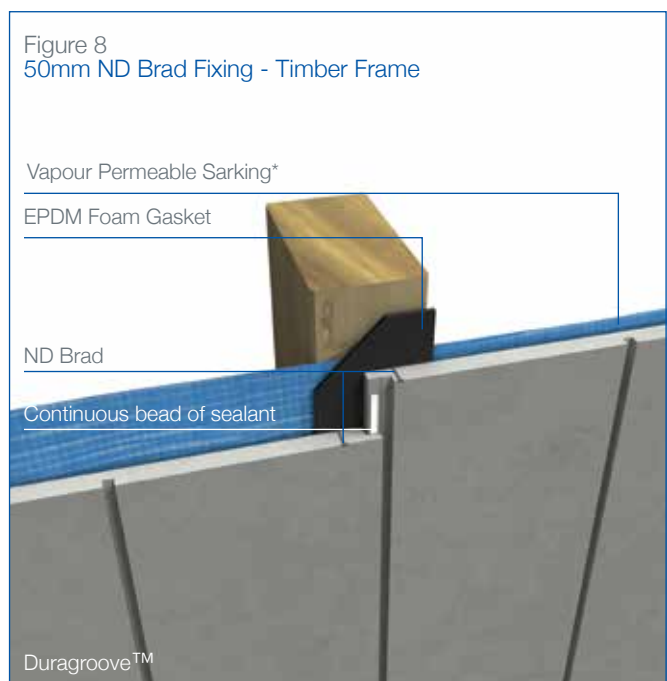 Figure 8
50mm ND Brad Fixing - Timber Frame
Vapour Permeable Sarking*
EPDM Foam Gasket
ND Brad
Continuous bead of sealant
Duragroove™